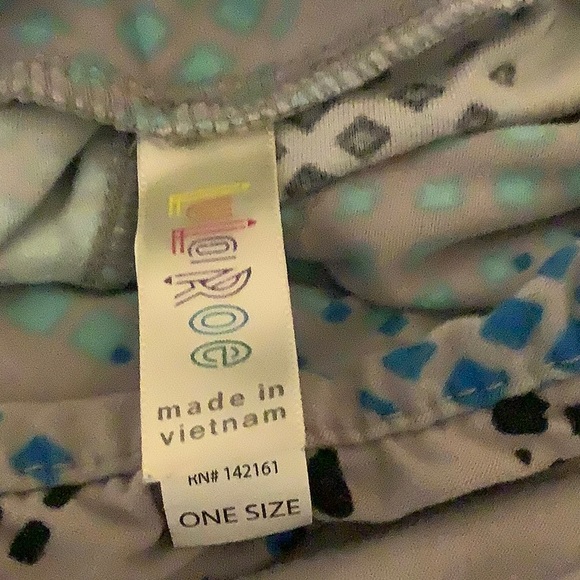 LuLaRoe
made in
vietnam
RN# 142161
ONE SIZE